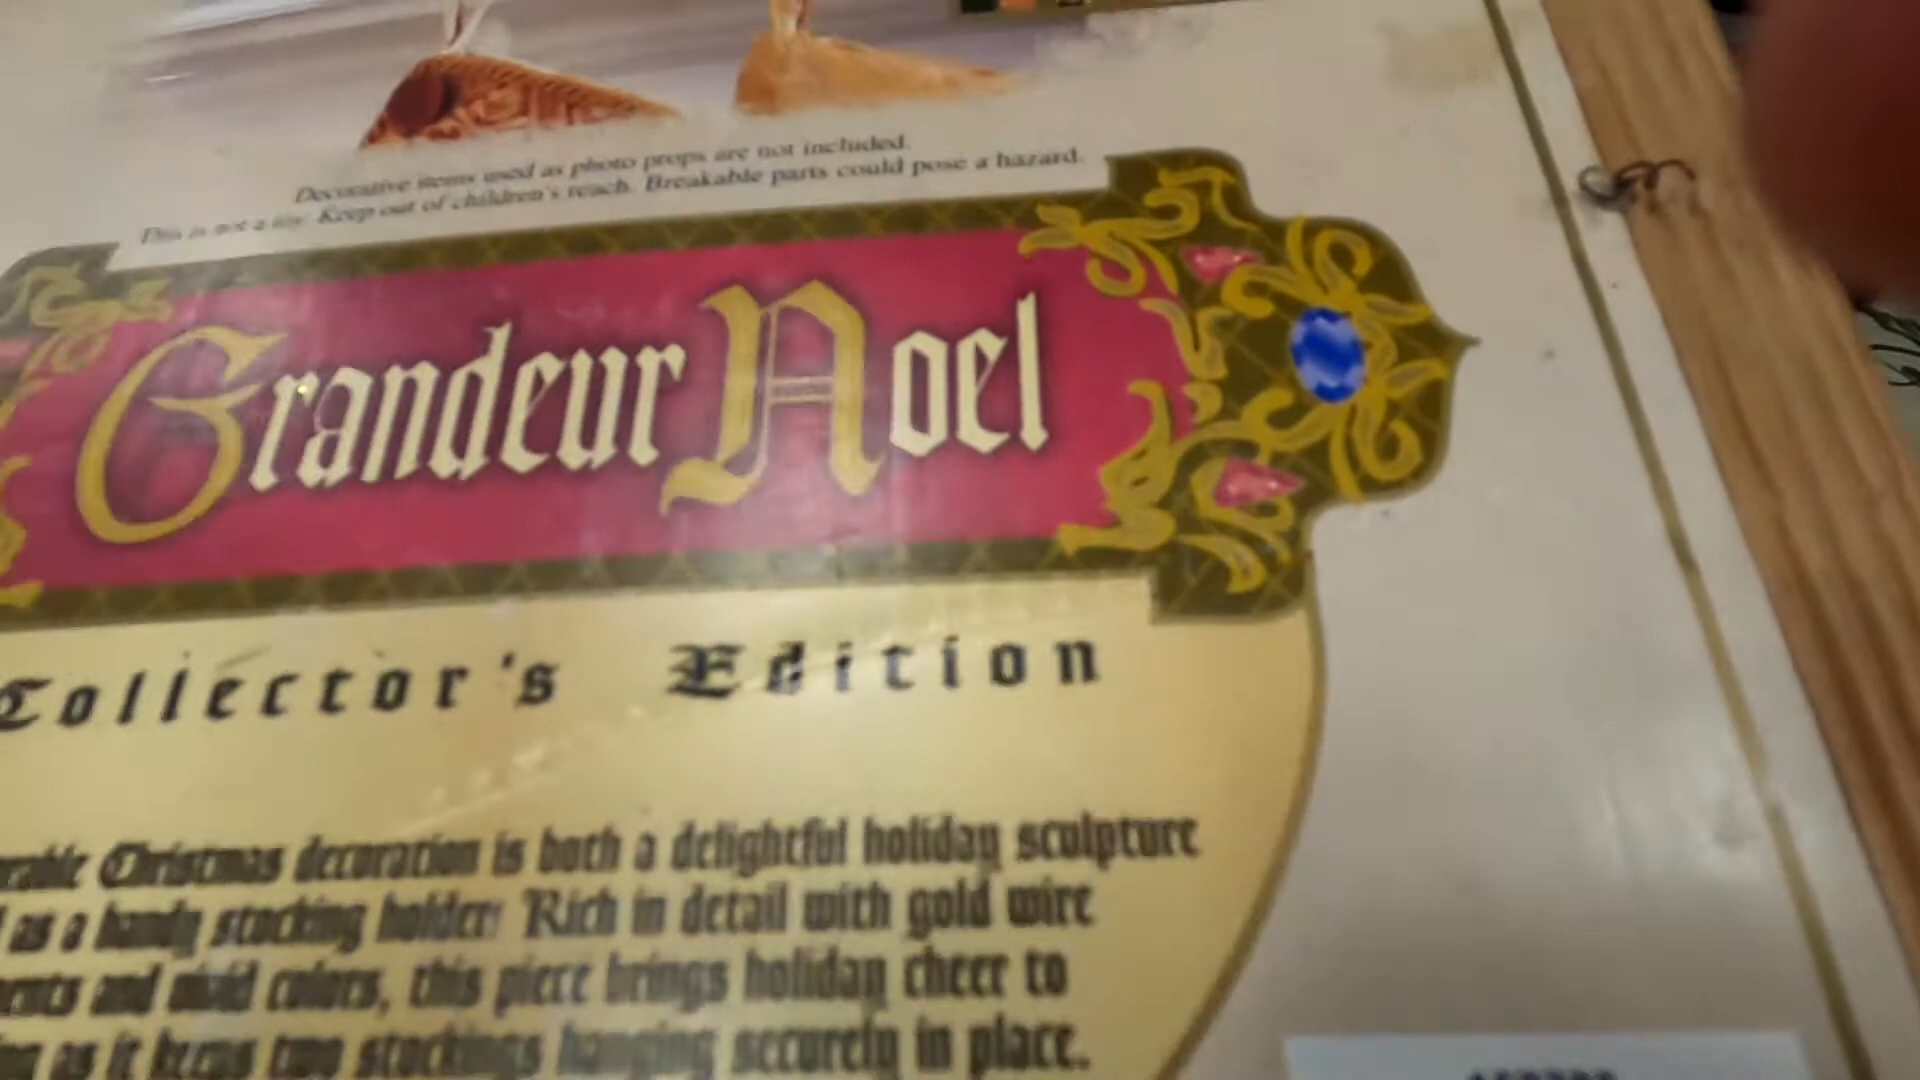 Decorative items used as photo props are not included.
This is not a toy. Keep out of children's reach. Breakable parts could pose a hazard.
Grandeur Noel
Collector's Edition
Christmas decoration is both a delightful holiday sculpture
as a handy stocking holder! Rich in detail with gold wire
and vivid colors, this piece brings holiday cheer to
as it keeps two stockings hanging securely in place.